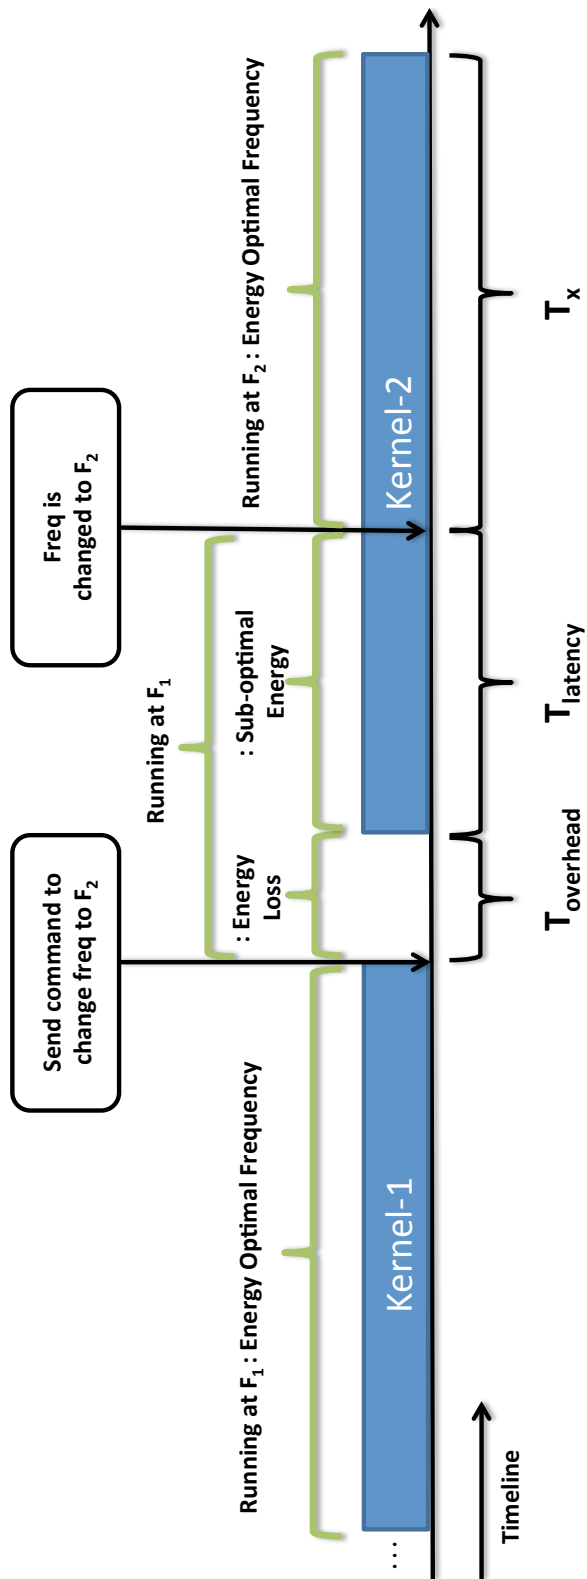 Send command to
change freq to F2
Freq is
changed to F2
Running at F1
Running at F1 : Energy Optimal Frequency
: Energy
Loss
: Sub-optimal
Energy
Running at F2 : Energy Optimal Frequency
...
Kernel-1
Kernel-2
Timeline
Toverhead
Tlatency
Tx